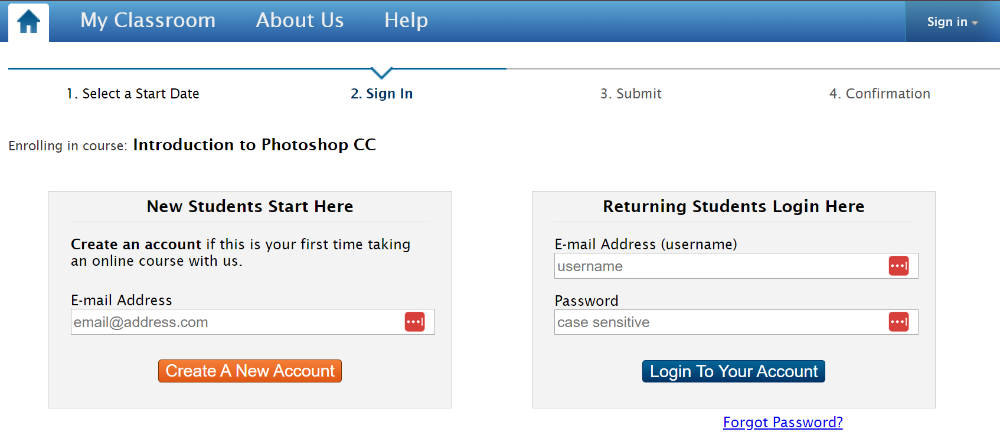 My Classroom About Us Help Sign in
1. Select a Start Date 2. Sign In 3. Submit 4. Confirmation
Enrolling in course: Introduction to Photoshop CC
New Students Start Here
Create an account if this is your first time taking
an online course with us.
E-mail Address
email@address.com
Create A New Account
Returning Students Login Here
E-mail Address (username)
username
Password
case sensitive
Login To Your Account
Forgot Password?